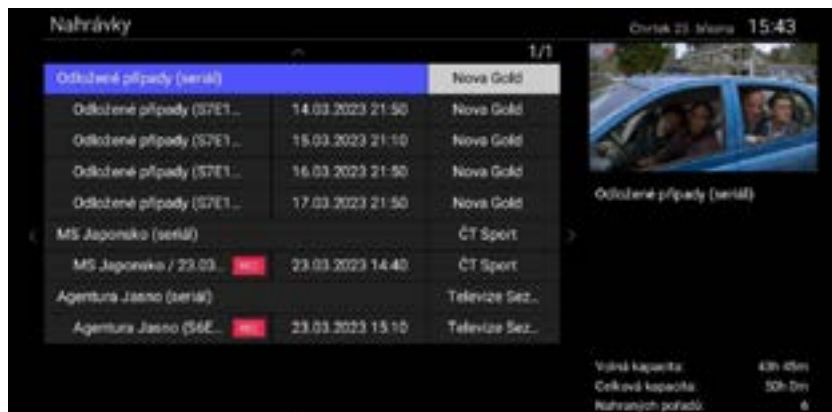 Nahrávky
Čtvrtek 23. března 15:43
1/1
Odložené případy (seriál) Nova Gold
Odložené případy (S7E1... 14.03.2023 21:50 Nova Gold
Odložené případy (S7E1... 15.03.2023 21:10 Nova Gold
Odložené případy (S7E1... 16.03.2023 21:50 Nova Gold
Odložené případy (S7E1... 17.03.2023 21:50 Nova Gold
MS Japonsko (seriál) ČT Sport
MS Japonsko / 23.03... REC 23.03.2023 14:40 ČT Sport
Agentura Jasno (seriál) Televize Sez...
Agentura Jasno (S6E... REC 23.03.2023 15:10 Televize Sez...
Odložené případy (seriál)
Volná kapacita: 43h 45m
Celková kapacita: 50h 0m
Nahraných pořadů: 6